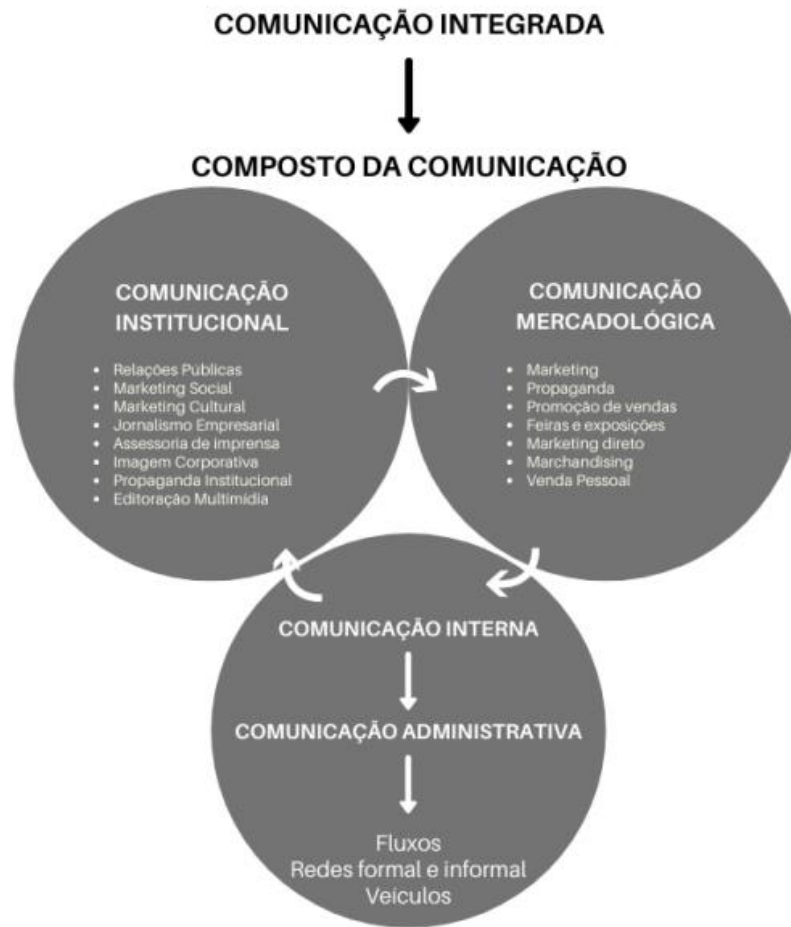 COMUNICAÇÃO INTEGRADA
COMPOSTO DA COMUNICAÇÃO
COMUNICAÇÃO
INSTITUCIONAL
• Relações Públicas
• Marketing Social
• Marketing Cultural
• Jornalismo Empresarial
• Assessoria de imprensa
• Imagem Corporativa
• Propaganda Institucional
• Editoração Multimídia
COMUNICAÇÃO
MERCADOLÓGICA
• Marketing
• Propaganda
• Promoção de vendas
• Feiras e exposições
• Marketing direto
• Marchandising
• Venda Pessoal
COMUNICAÇÃO INTERNA
COMUNICAÇÃO ADMINISTRATIVA
Fluxos
Redes formal e informal
Veículos